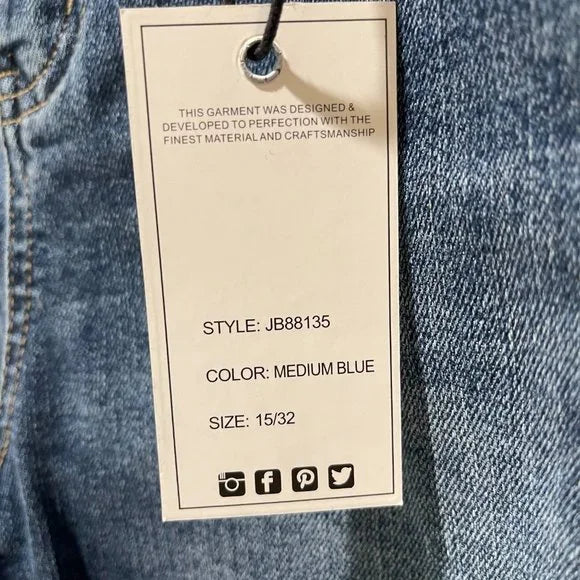 THIS GARMENT WAS DESIGNED &
DEVELOPED TO PERFECTION WITH THE
FINEST MATERIAL AND CRAFTSMANSHIP
STYLE: JB88135
COLOR: MEDIUM BLUE
SIZE: 15/32